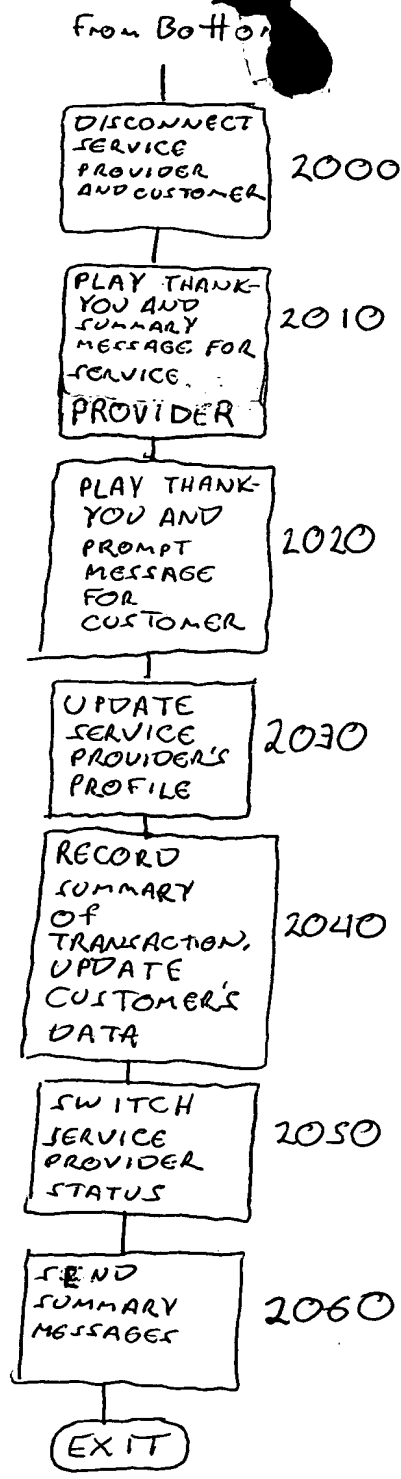 From Bottom
DISCONNECT
SERVICE
PROVIDER
AND CUSTOMER
2000
PLAY THANK-
YOU AND
SUMMARY
MESSAGE FOR
SERVICE
PROVIDER
2010
PLAY THANK-
YOU AND
PROMPT
MESSAGE
FOR
CUSTOMER
2020
UPDATE
SERVICE
PROVIDER'S
PROFILE
2030
RECORD
SUMMARY
Of
TRANSACTION,
UPDATE
CUSTOMER'S
DATA
2040
SWITCH
SERVICE
PROVIDER
STATUS
2050
SEND
SUMMARY
MESSAGES
2060
EXIT